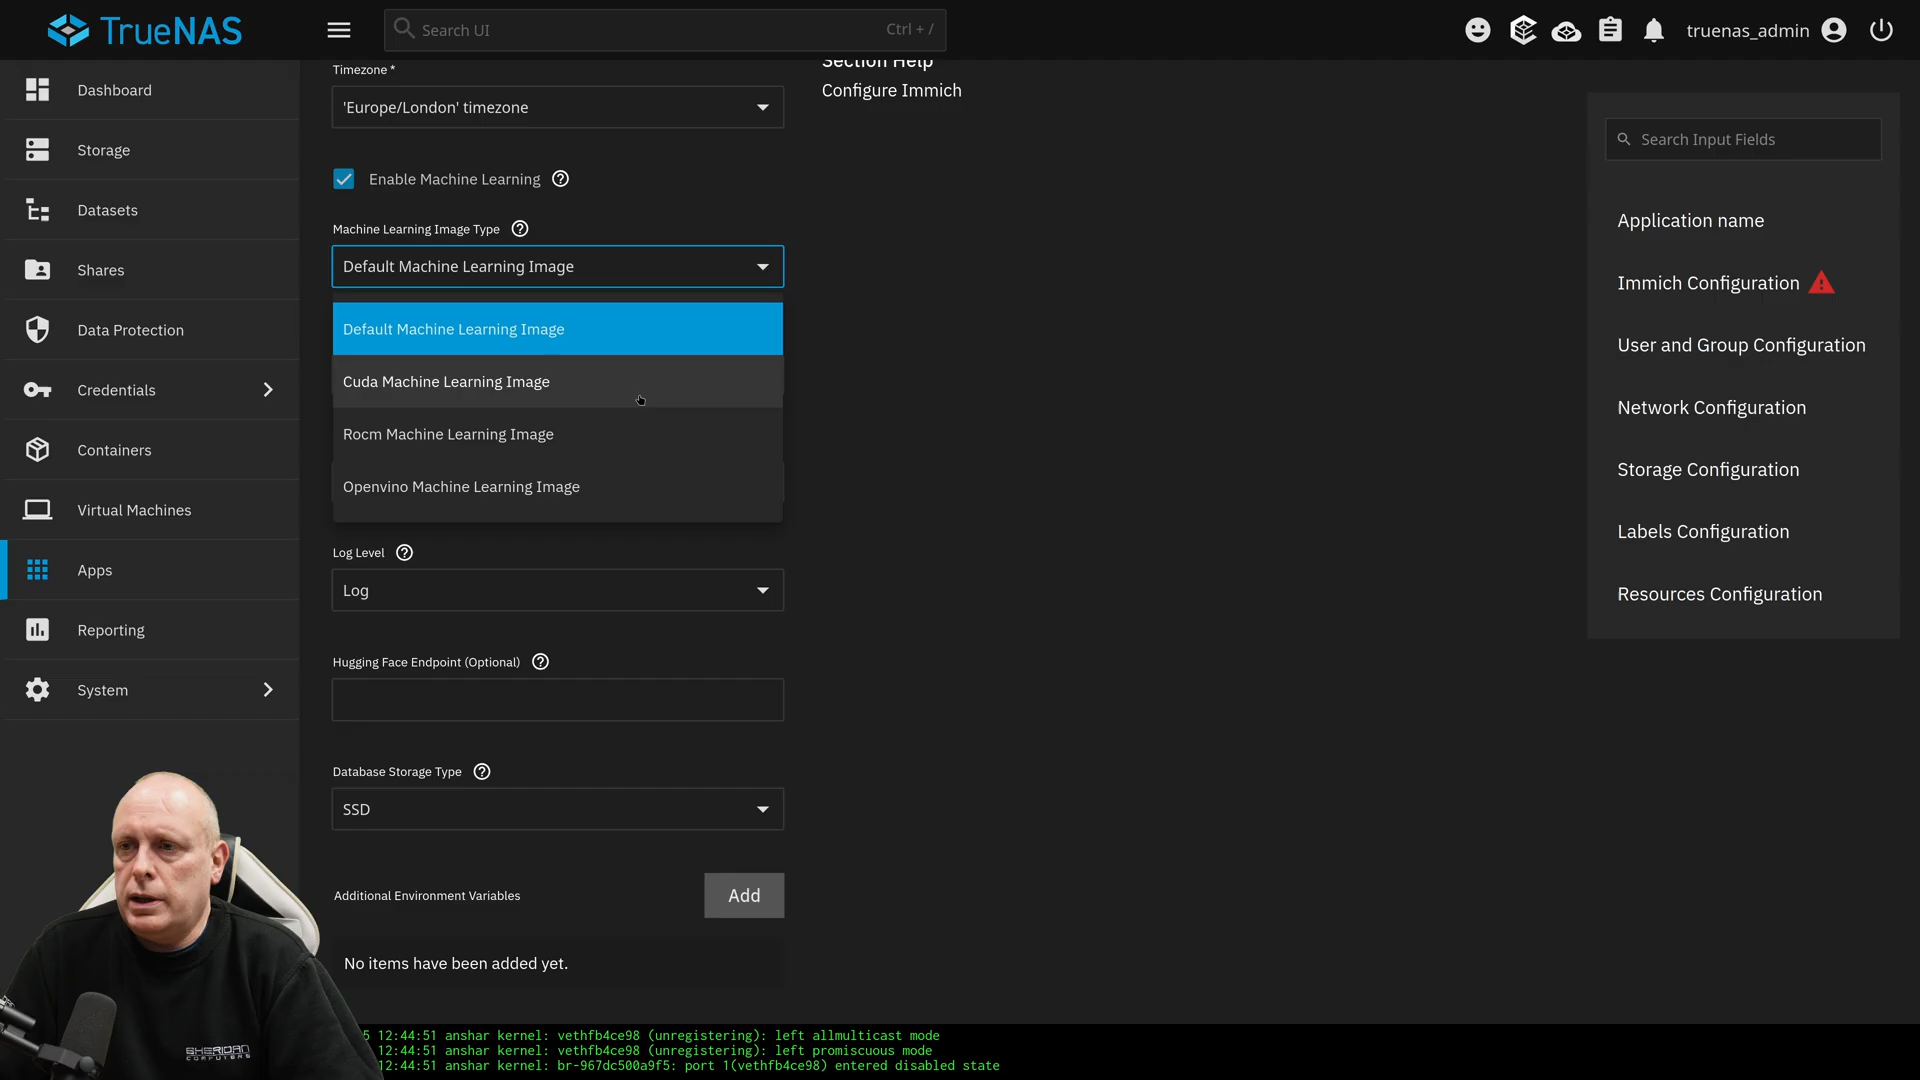 TrueNAS
Search UI
Ctrl + /
truenas_admin
Dashboard
Storage
Datasets
Shares
Data Protection
Credentials
Containers
Virtual Machines
Apps
Reporting
System
Timezone *
'Europe/London' timezone
Enable Machine Learning
Machine Learning Image Type
Default Machine Learning Image
Default Machine Learning Image
Cuda Machine Learning Image
Rocm Machine Learning Image
Openvino Machine Learning Image
Log Level
Log
Hugging Face Endpoint (Optional)
Database Storage Type
SSD
Additional Environment Variables
Add
No items have been added yet.
Section Help
Configure Immich
Search Input Fields
Application name
Immich Configuration
User and Group Configuration
Network Configuration
Storage Configuration
Labels Configuration
Resources Configuration
SHERIDAN
COMPUTERS
5 12:44:51 anshar kernel: vethfb4ce98 (unregistering): left allmulticast mode
12:44:51 anshar kernel: vethfb4ce98 (unregistering): left promiscuous mode
12:44:51 anshar kernel: br-967dc500a9f5: port 1(vethfb4ce98) entered disabled state